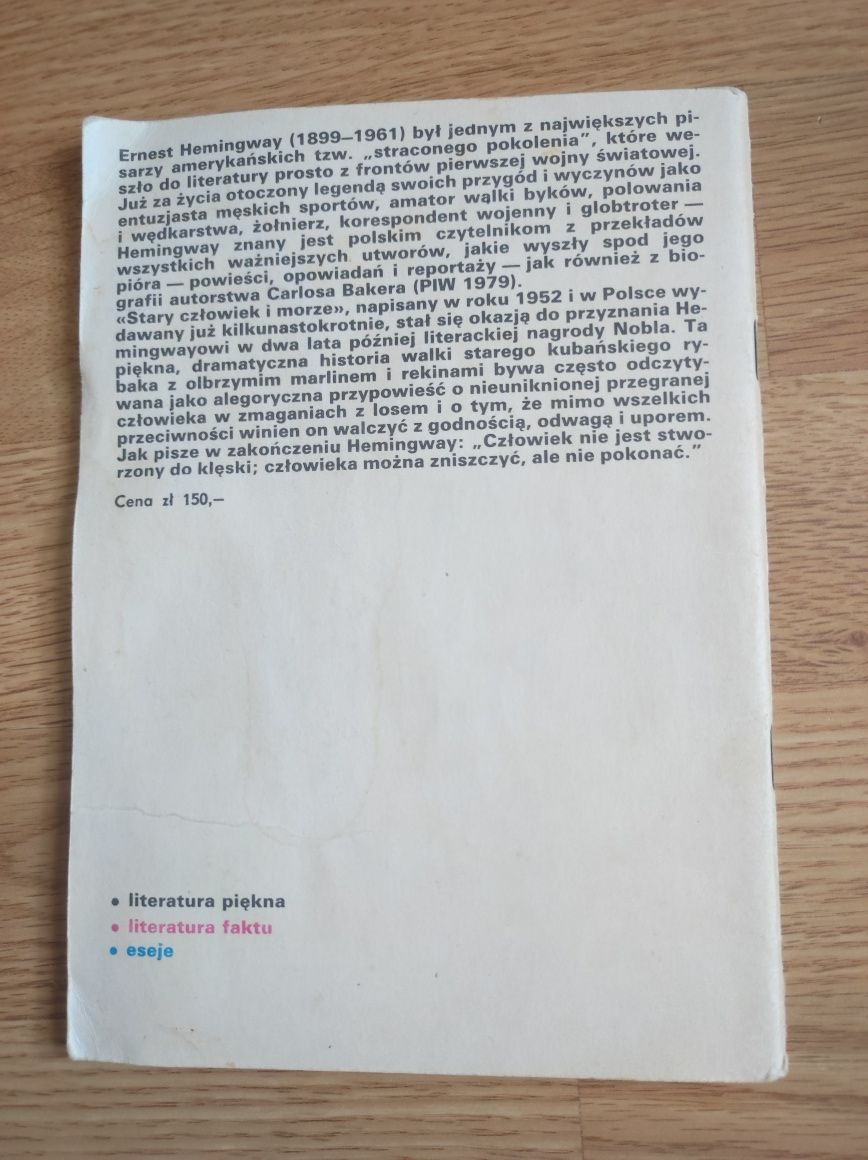 Ernest Hemingway (1899–1961) był jednym z największych pi-
sarzy amerykańskich tzw. „straconego pokolenia”, które we-
szło do literatury prosto z frontów pierwszej wojny światowej.
Już za życia otoczony legendą swoich przygód i wyczynów jako
entuzjasta męskich sportów, amator walki byków, polowania
i wędkarstwa, żołnierz, korespondent wojenny i globtroter —
Hemingway znany jest polskim czytelnikom z przekładów
wszystkich ważniejszych utworów, jakie wyszły spod jego
pióra — powieści, opowiadań i reportaży — jak również z bio-
grafii autorstwa Carlosa Bakera (PIW 1979).
«Stary człowiek i morze», napisany w roku 1952 i w Polsce wy-
dawany już kilkunastokrotnie, stał się okazją do przyznania He-
mingwayowi w dwa lata później literackiej nagrody Nobla. Ta
piękna, dramatyczna historia walki starego kubańskiego ry-
baka z olbrzymim marlinem i rekinami bywa często odczyty-
wana jako alegoryczna przypowieść o nieuniknionej przegranej
człowieka w zmaganiach z losem i o tym, że mimo wszelkich
przeciwności winien on walczyć z godnością, odwagą i uporem.
Jak pisze w zakończeniu Hemingway: „Człowiek nie jest stwo-
rzony do klęski; człowieka można zniszczyć, ale nie pokonać.”
Cena zł 150,—
• literatura piękna
• literatura faktu
• eseje